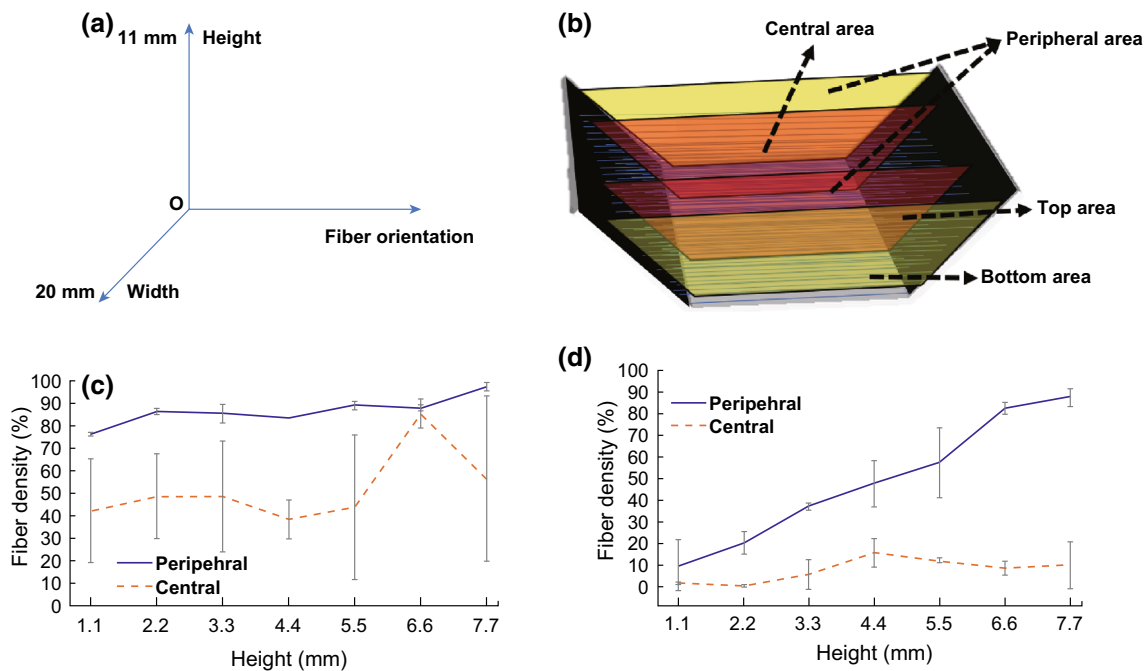 (a)
11 mm
Height
O
Fiber orientation
20 mm
Width
(b)
Central area
Peripheral area
Top area
Bottom area
(c)
Fiber density (%)
100
90
80
70
60
50
40
30
20
10
0
Peripehral
Central
1.1 2.2 3.3 4.4 5.5 6.6 7.7
Height (mm)
(d)
Fiber density (%)
100
90
80
70
60
50
40
30
20
10
0
Peripehral
Central
1.1 2.2 3.3 4.4 5.5 6.6 7.7
Height (mm)